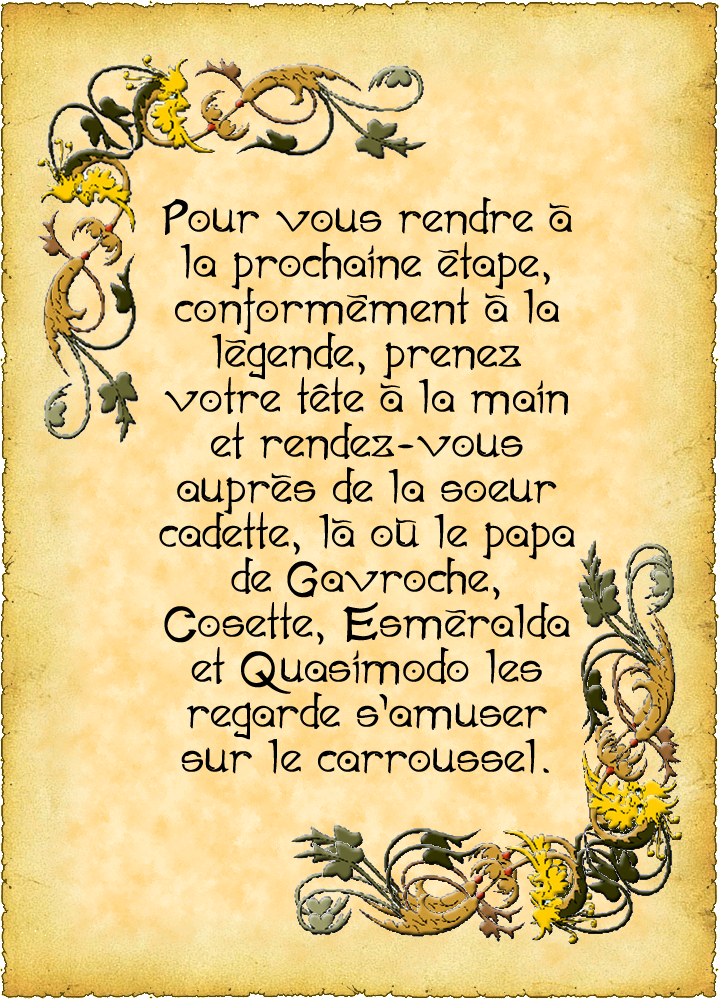 Pour vous rendre à
la prochaine étape,
conformément à la
légende, prenez
votre tête à la main
et rendez-vous
auprès de la soeur
cadette, là où le papa
de Gavroche,
Cosette, Esméralda
et Quasimodo les
regarde s'amuser
sur le carroussel.